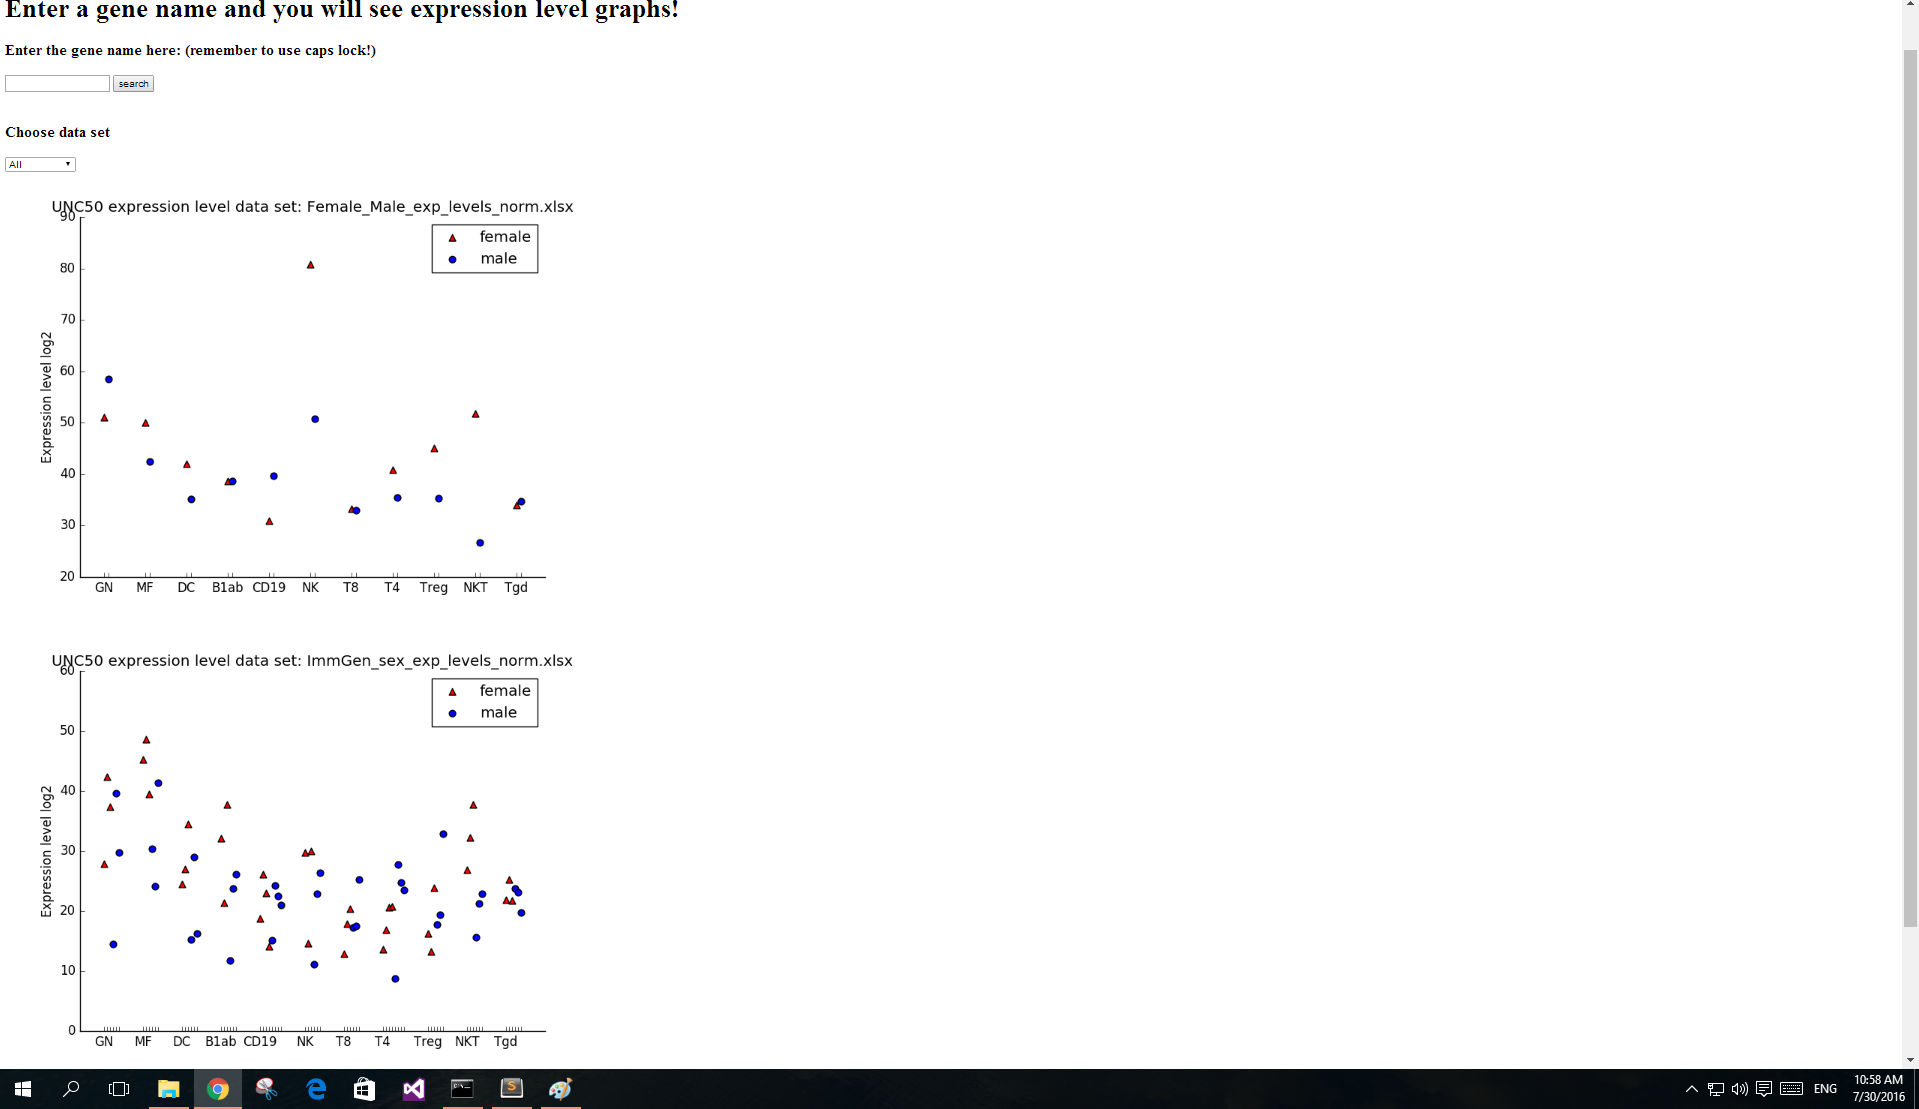 Enter a gene name and you will see expression level graphs!
Enter the gene name here: (remember to use caps lock!)
search
Choose data set
All
UNC50 expression level data set: Female_Male_exp_levels_norm.xlsx
female
male
Expression level log2
90
80
70
60
50
40
30
20
GN MF DC B1ab CD19 NK T8 T4 Treg NKT Tgd
UNC50 expression level data set: ImmGen_sex_exp_levels_norm.xlsx
female
male
Expression level log2
60
50
40
30
20
10
0
GN MF DC B1ab CD19 NK T8 T4 Treg NKT Tgd
ENG
10:58 AM
7/30/2016